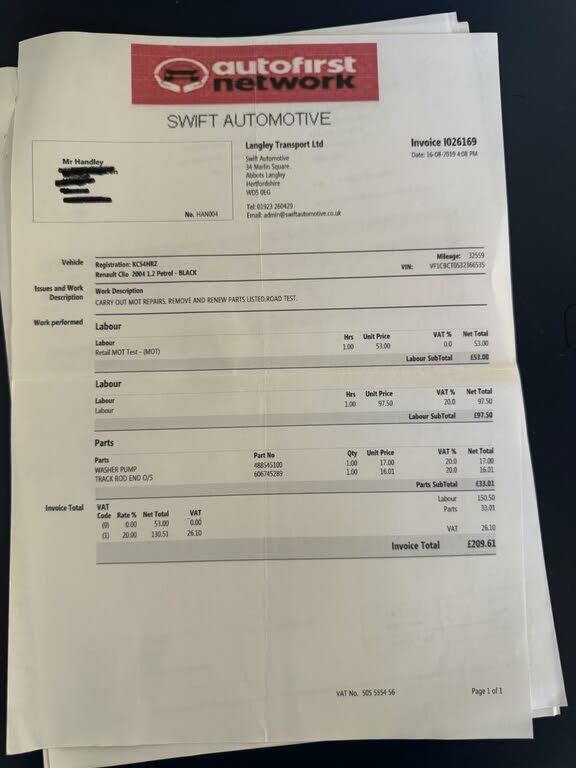 autofirst
network
SWIFT AUTOMOTIVE
Mr Handley
No. HAN004
Langley Transport Ltd
Swift Automotive
34 Marlin Square
Abbots Langley
Hertfordshire
WD5 0EG
Tel: 01923 260429
Email: admin@swiftautomotive.co.uk
Invoice I026169
Date: 16-08-2019 4:08 PM
Vehicle
Registration: KC54HRZ Mileage: 32559
Renault Clio 2004 1.2 Petrol - BLACK VIN: VF1CBCT0532366535
Issues and Work Description
Work Description
CARRY OUT MOT REPAIRS. REMOVE AND RENEW PARTS LISTED.ROAD TEST.
Work performed
Labour
Labour Hrs Unit Price VAT % Net Total
Retail MOT Test - (MOT) 1.00 53.00 0.0 53.00
Labour SubTotal £53.00
Labour
Labour Hrs Unit Price VAT % Net Total
Labour 1.00 97.50 20.0 97.50
Labour SubTotal £97.50
Parts
Parts Part No Qty Unit Price VAT % Net Total
WASHER PUMP 488545100 1.00 17.00 20.0 17.00
TRACK ROD END O/S 606745289 1.00 16.01 20.0 16.01
Parts SubTotal £33.01
Invoice Total
VAT
Code Rate % Net Total VAT
(0) 0.00 53.00 0.00
(1) 20.00 130.51 26.10
Labour 150.50
Parts 33.01
VAT 26.10
Invoice Total £209.61
VAT No. 505 5554 56
Page 1 of 1